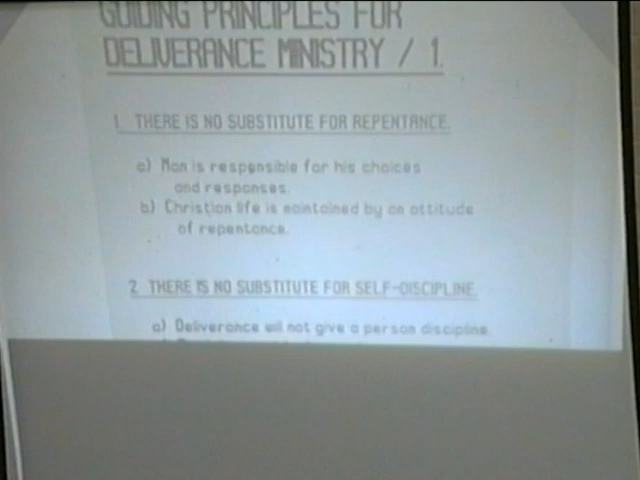 GUIDING PRINCIPLES FOR
DELIVERANCE MINISTRY / 1.
1. THERE IS NO SUBSTITUTE FOR REPENTANCE.
a) Man is responsible for his choices
and responses.
b) Christian life is maintained by an attitude
of repentance.
2. THERE IS NO SUBSTITUTE FOR SELF-DISCIPLINE.
a) Deliverance will not give a person discipline.